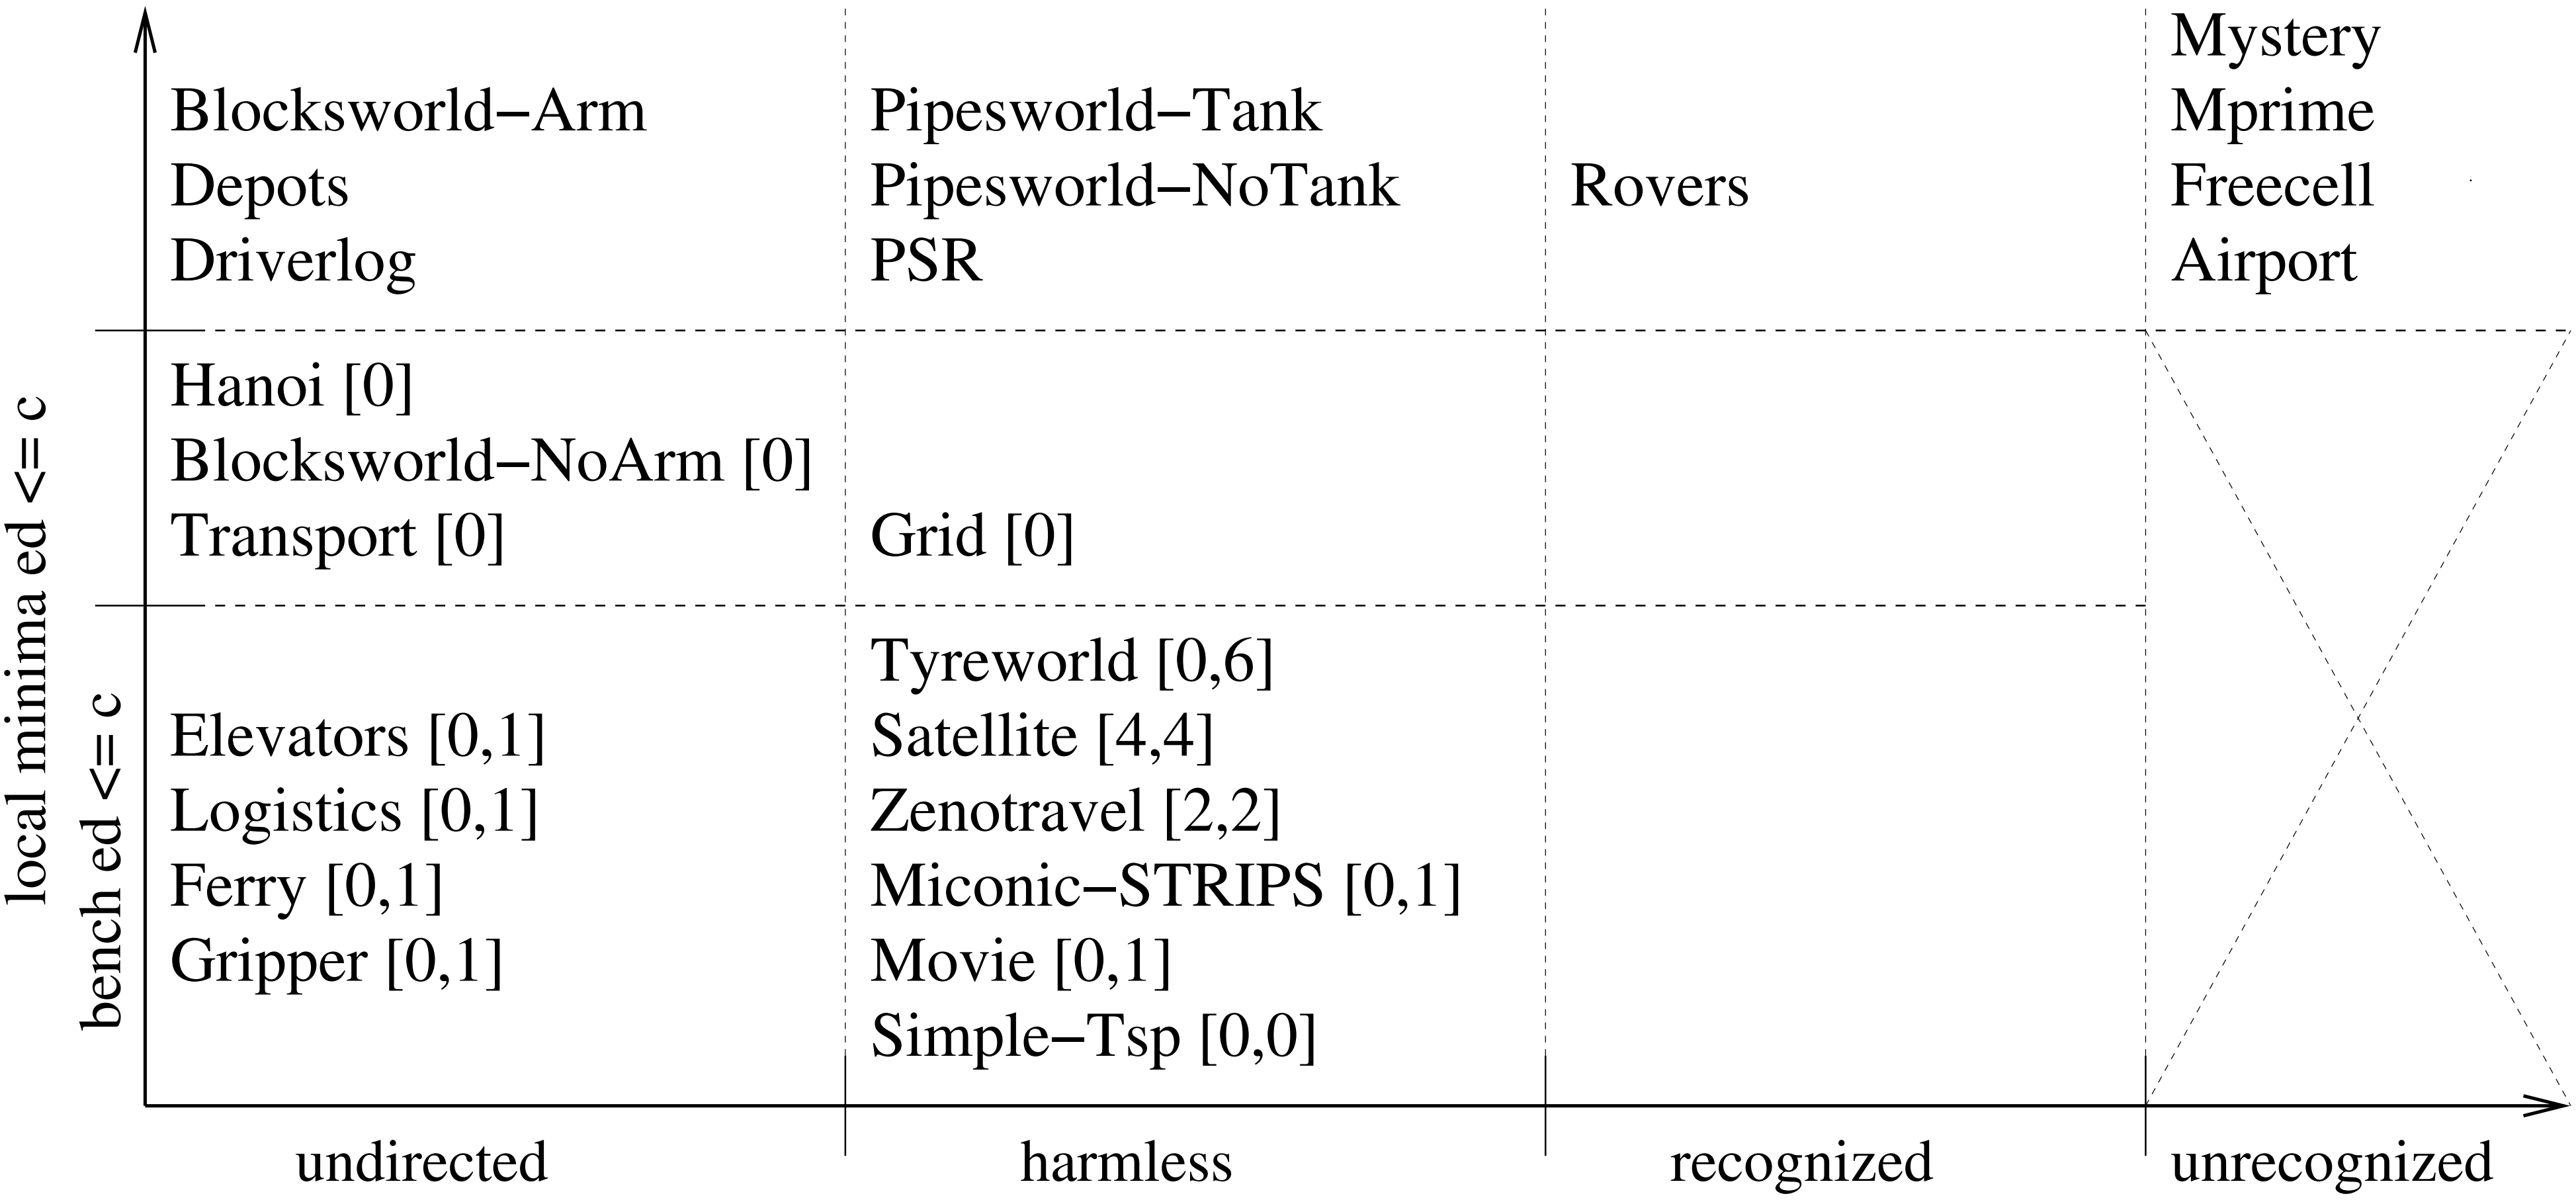 Mystery
Blocksworld–Arm
Pipesworld–Tank
Mprime
Depots
Pipesworld–NoTank
Rovers
Freecell
Driverlog
PSR
Airport
Hanoi [0]
Blocksworld–NoArm [0]
Transport [0]
Grid [0]
Tyreworld [0,6]
Elevators [0,1]
Satellite [4,4]
Logistics [0,1]
Zenotravel [2,2]
Ferry [0,1]
Miconic–STRIPS [0,1]
Gripper [0,1]
Movie [0,1]
Simple–Tsp [0,0]
local minima ed <= c
bench ed <= c
undirected
harmless
recognized
unrecognized